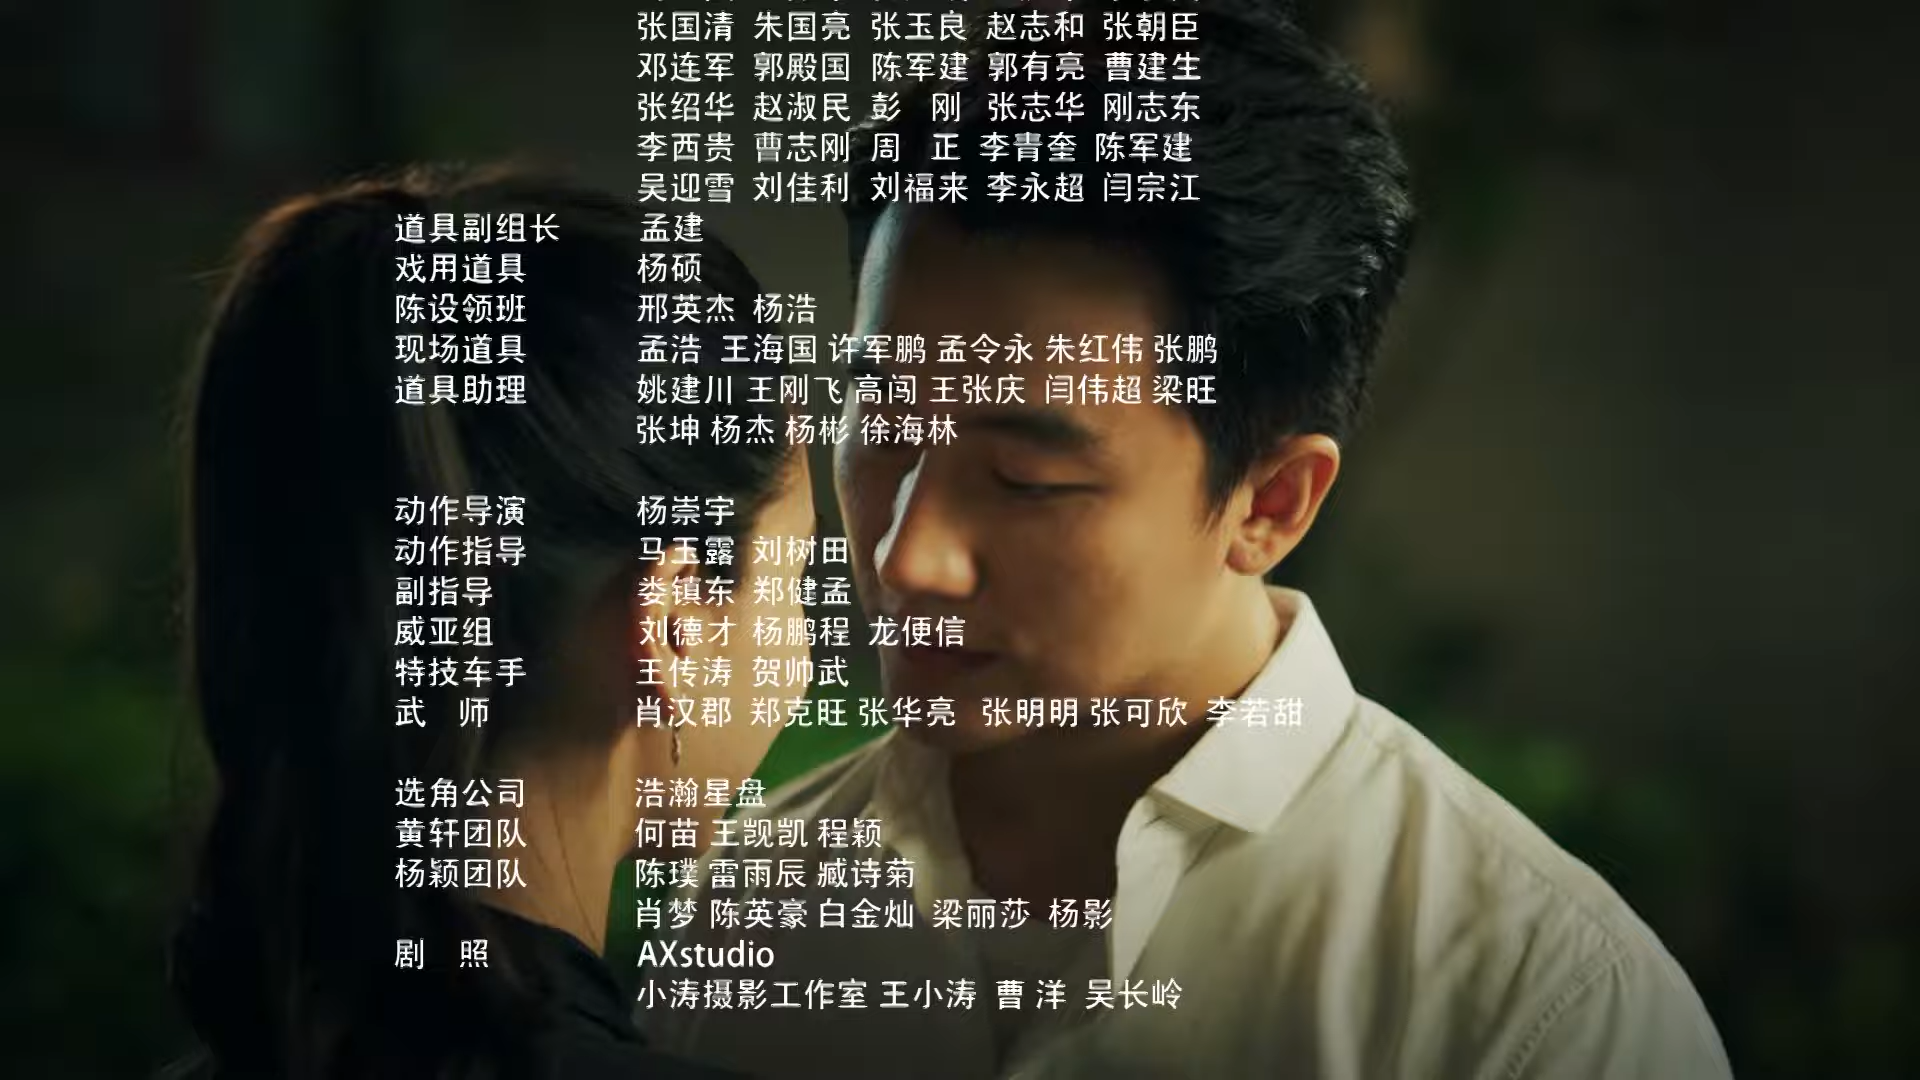 张国清 朱国亮 张玉良 赵志和 张朝臣
邓连军 郭殿国 陈军建 郭有亮 曹建生
张绍华 赵淑民 彭 刚 张志华 刚志东
李西贵 曹志刚 周 正 李青奎 陈军建
吴迎雪 刘佳利 刘福来 李永超 闫宗江
道具副组长 孟建
戏用道具 杨硕
陈设领班 邢英杰 杨浩
现场道具 孟浩 王海国 许军鹏 孟令永 朱红伟 张鹏
道具助理 姚建川 王刚飞 高闯 王张庆 闫伟超 梁旺
张坤 杨杰 杨彬 徐海林
动作导演 杨崇宇
动作指导 马玉露 刘树田
副指导 娄镇东 郑健孟
威亚组 刘德才 杨鹏程 龙便信
特技车手 王传涛 贺帅武
武 师 肖汉郡 郑克旺 张华亮 张明明 张可欣 李若甜
选角公司 浩瀚星盘
黄轩团队 何苗 王觊凯 程颖
杨颖团队 陈璞 雷雨辰 臧诗菊
肖梦 陈英豪 白金灿 梁丽莎 杨影
剧 照 AXstudio
小涛摄影工作室 王小涛 曹 洋 吴长岭